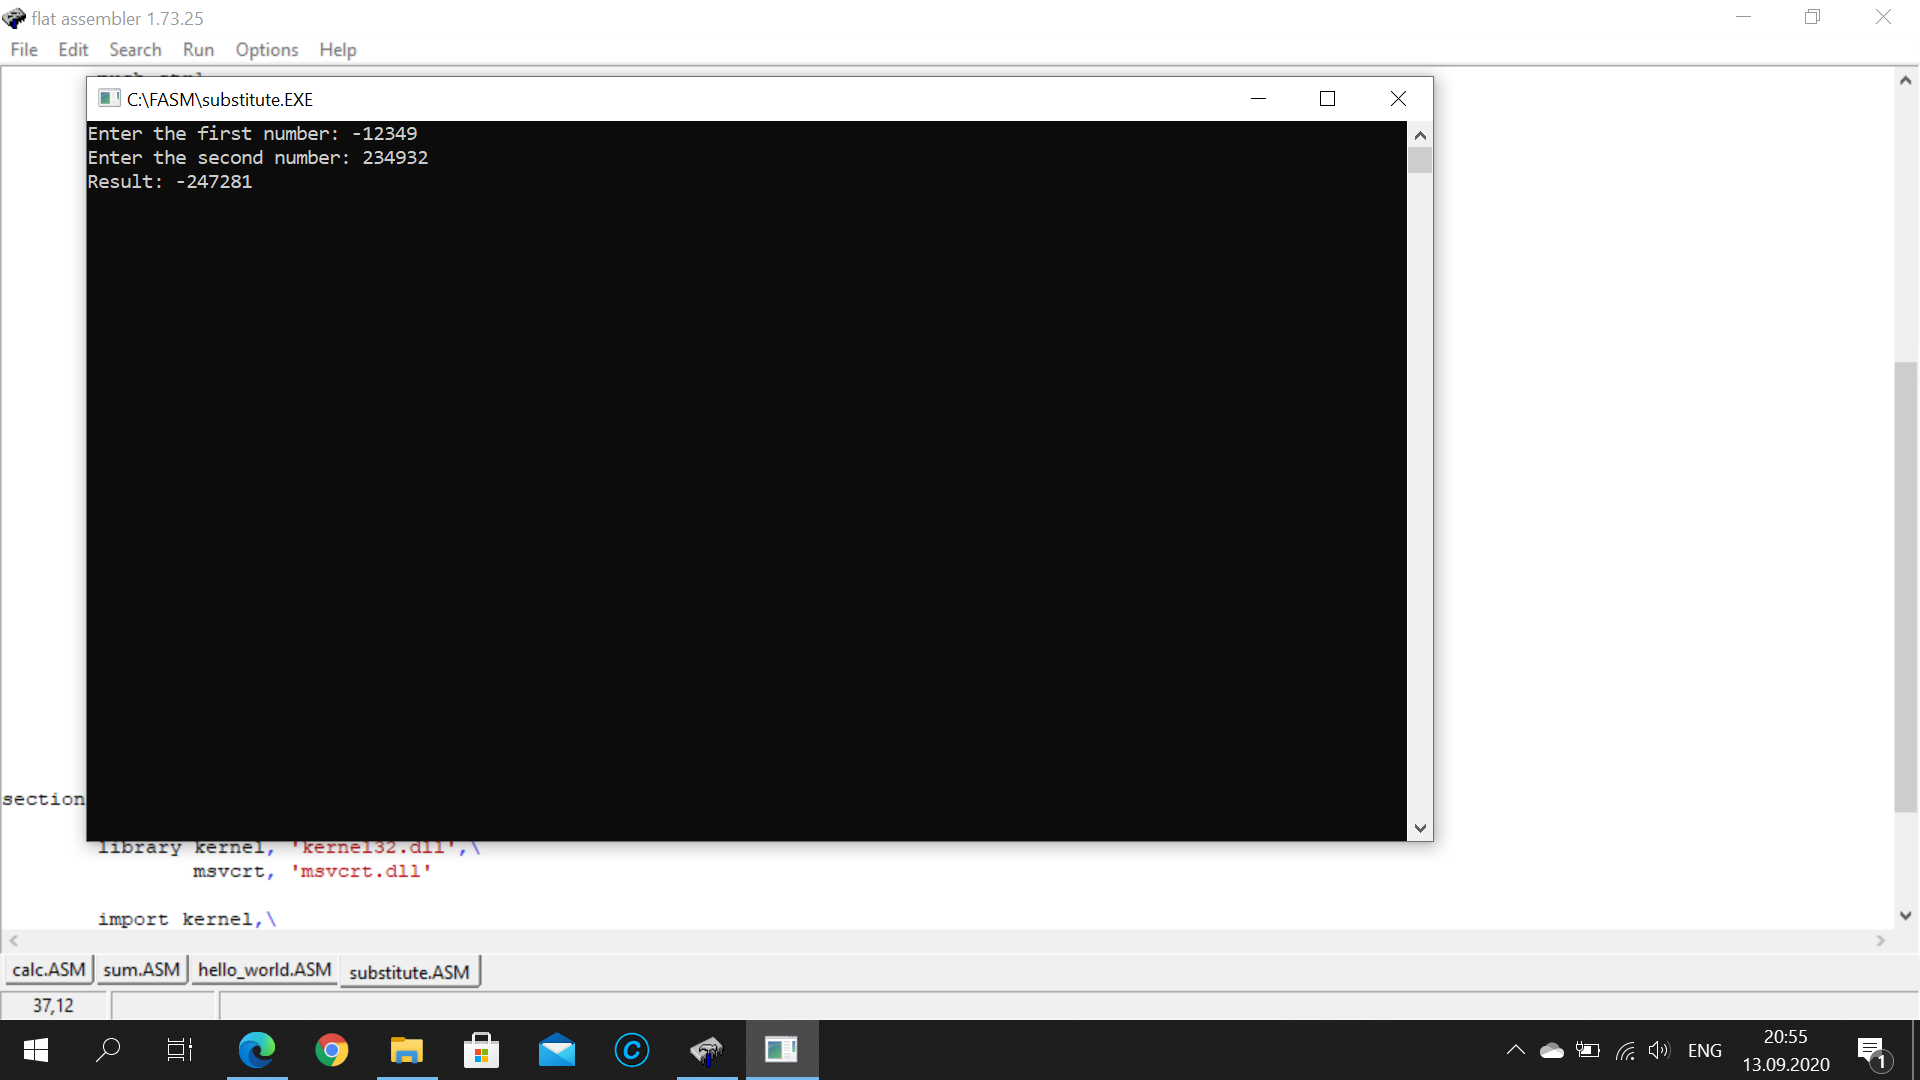 flat assembler 1.73.25
File Edit Search Run Options Help
C:\FASM\substitute.EXE
Enter the first number: -12349
Enter the second number: 234932
Result: -247281
section
library kernel, 'kernel32.dll',\
msvcrt, 'msvcrt.dll'
import kernel,\
calc.ASM sum.ASM hello_world.ASM substitute.ASM
37,12
ENG
20:55
13.09.2020
1